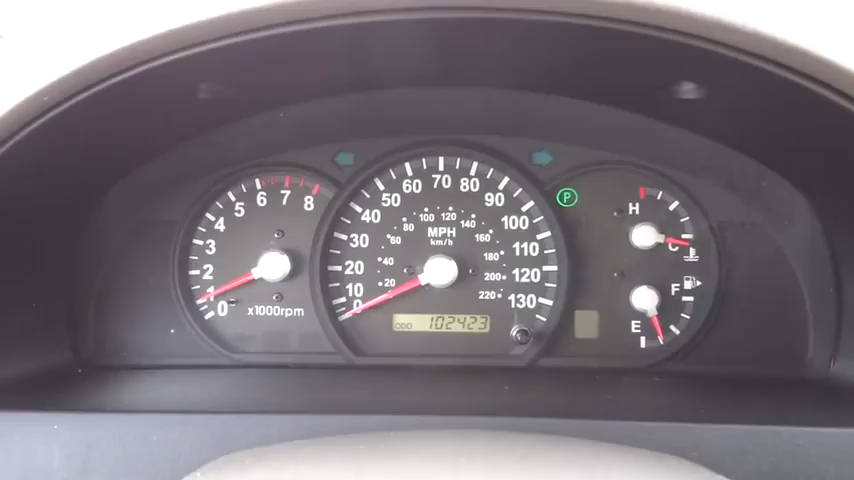 0 1 2 3 4 5 6 7 8
x1000rpm
0 10 20 30 40 50 60 70 80 90 100 110 120 130
20 40 60 80 100 120 140 160 180 200 220
MPH
km/h
ODO 102423
P
H
C
F
E